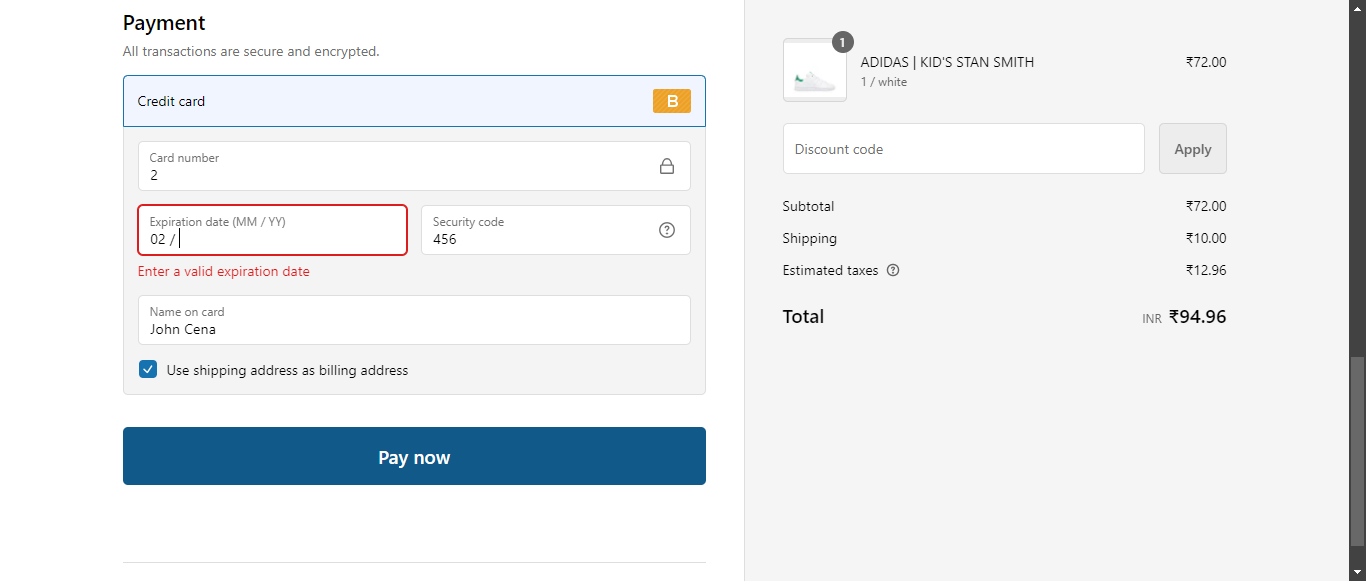 Payment
All transactions are secure and encrypted.
Credit card
B
Card number
2
Expiration date (MM / YY)
02 /
Security code
456
Enter a valid expiration date
Name on card
John Cena
Use shipping address as billing address
Pay now
1
ADIDAS | KID'S STAN SMITH
₹72.00
1 / white
Discount code
Apply
Subtotal ₹72.00
Shipping ₹10.00
Estimated taxes ₹12.96
Total INR ₹94.96